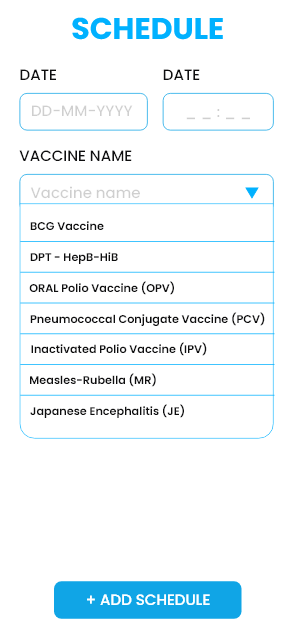 SCHEDULE
DATE DATE
DD-MM-YYYY _ _ : _ _
VACCINE NAME
Vaccine name
BCG Vaccine
DPT - HepB-HiB
ORAL Polio Vaccine (OPV)
Pneumococcal Conjugate Vaccine (PCV)
Inactivated Polio Vaccine (IPV)
Measles-Rubella (MR)
Japanese Encephalitis (JE)
+ ADD SCHEDULE